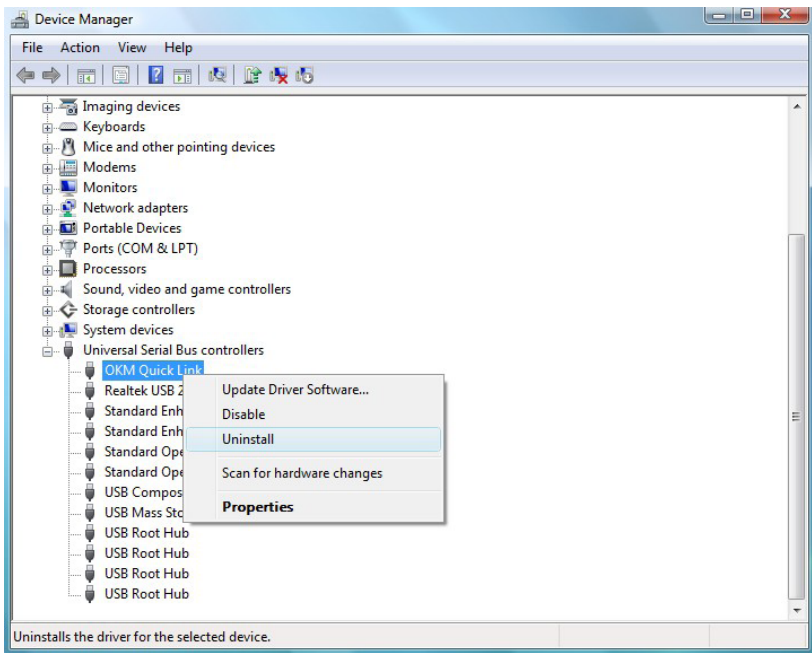 Device Manager
File Action View Help
Imaging devices
Keyboards
Mice and other pointing devices
Modems
Monitors
Network adapters
Portable Devices
Ports (COM & LPT)
Processors
Sound, video and game controllers
Storage controllers
System devices
Universal Serial Bus controllers
OKM Quick Link
Realtek USB 2
Standard Enh
Standard Enh
Standard Ope
Standard Ope
USB Compos
USB Mass Sto
USB Root Hub
USB Root Hub
USB Root Hub
USB Root Hub
Update Driver Software...
Disable
Uninstall
Scan for hardware changes
Properties
Uninstalls the driver for the selected device.